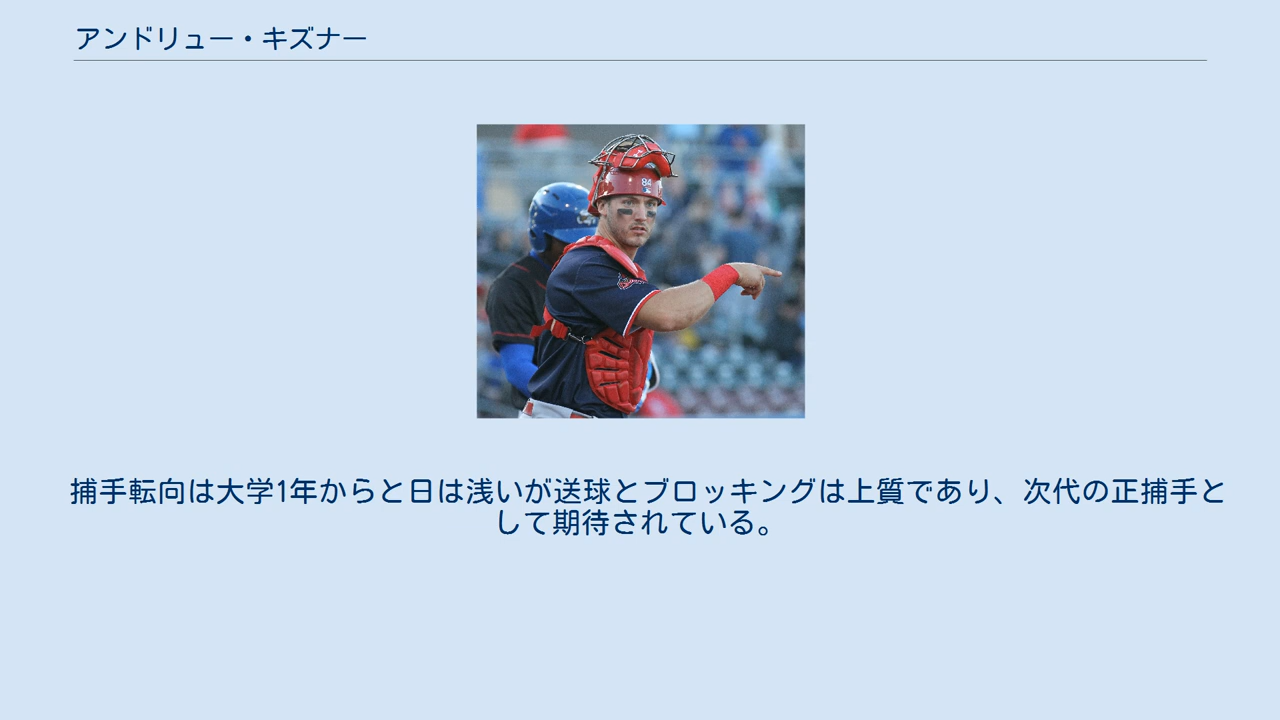 アンドリュー・キズナー
84
捕手転向は大学1年からと日は浅いが送球とブロッキングは上質であり、次代の正捕手と
して期待されている。